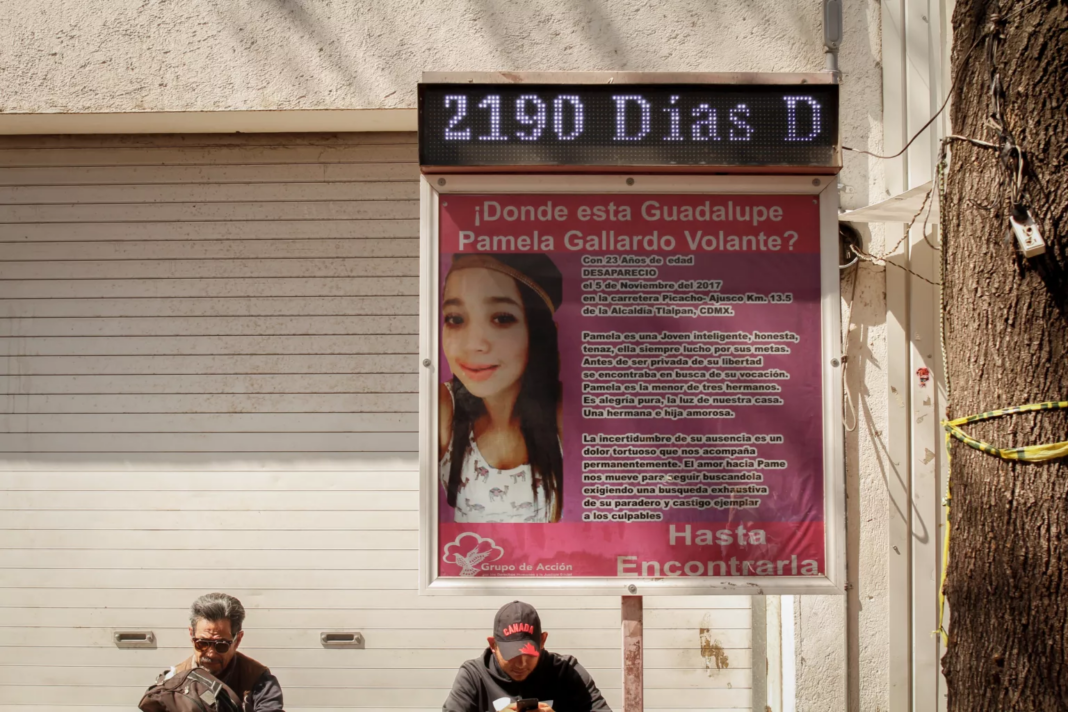 2190 Días D
¡Donde esta Guadalupe
Pamela Gallardo Volante?
Con 23 Años de edad
DESAPARECIO
el 5 de Noviembre del 2017
en la carretera Picacho- Ajusco Km. 13.5
de la Alcaldía Tlalpan, CDMX.
Pamela es una Joven inteligente, honesta,
tenaz, ella siempre lucho por sus metas.
Antes de ser privada de su libertad
se encontraba en busca de su vocación.
Pamela es la menor de tres hermanos.
Es alegria pura, la luz de nuestra casa.
Una hermana e hija amorosa.
La incertidumbre de su ausencia es un
dolor tortuoso que nos acompaña
permanentemente. El amor hacia Pame
nos mueve para seguir buscandola
exigiendo una busqueda exhaustiva
de su paradero y castigo ejemplar
a los culpables
Hasta
Encontrarla
Grupo de Acción
CANADA